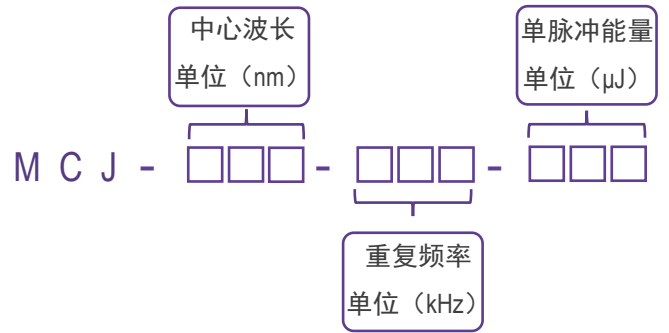 中心波长
单位（nm）
单脉冲能量
单位（μJ）
MCJ-□□□-□□□-□□□
重复频率
单位（kHz）